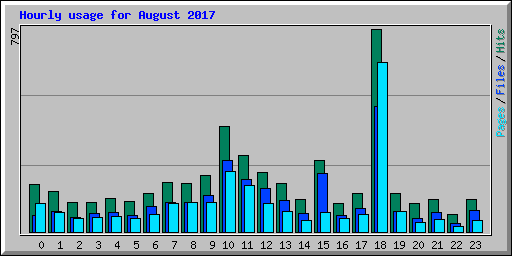 Hourly usage for August 2017
797
Pages / Files / Hits
0 1 2 3 4 5 6 7 8 9 10 11 12 13 14 15 16 17 18 19 20 21 22 23